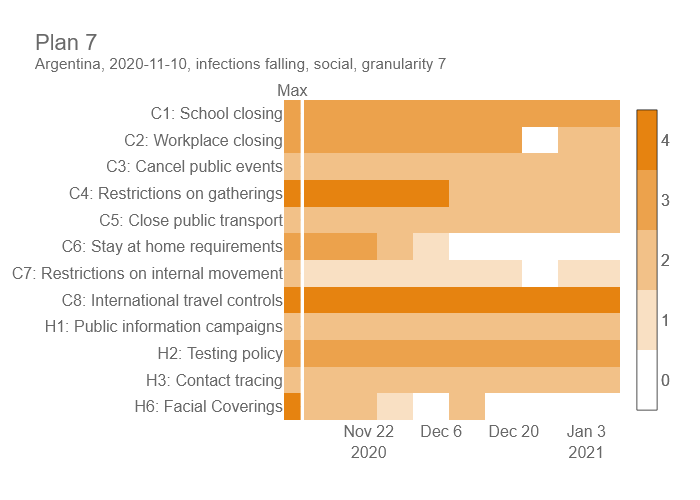 Plan 7
Argentina, 2020-11-10, infections falling, social, granularity 7
Max
C1: School closing
C2: Workplace closing
C3: Cancel public events
C4: Restrictions on gatherings
C5: Close public transport
C6: Stay at home requirements
C7: Restrictions on internal movement
C8: International travel controls
H1: Public information campaigns
H2: Testing policy
H3: Contact tracing
H6: Facial Coverings
4
3
2
1
0
Nov 22 Dec 6 Dec 20 Jan 3
2020 2021